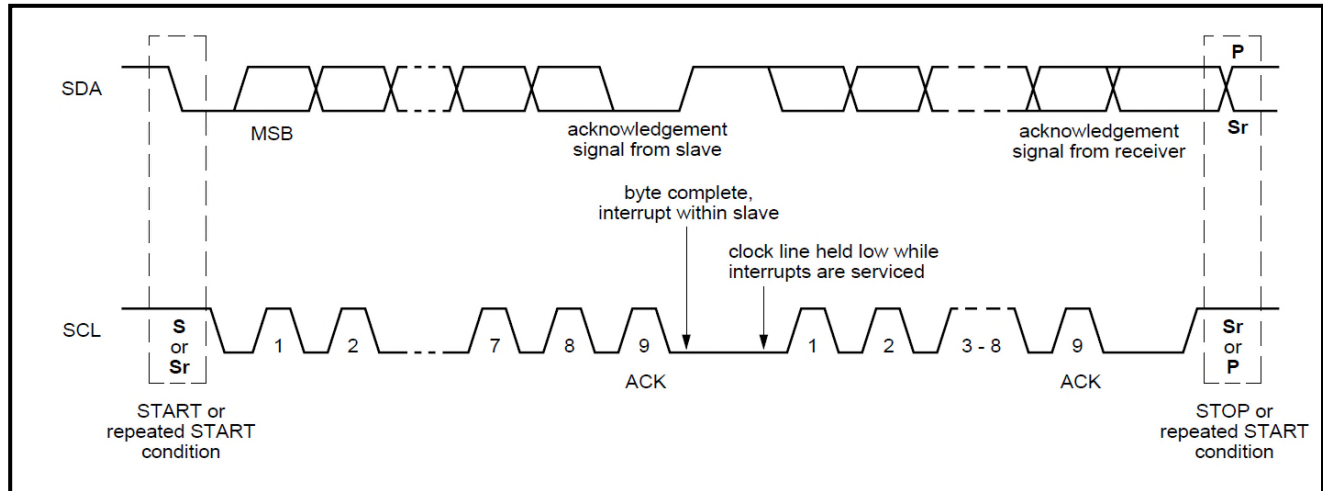 P
SDA
MSB
acknowledgement
signal from slave
acknowledgement
signal from receiver
Sr
byte complete,
interrupt within slave
clock line held low while
interrupts are serviced
SCL
S
or
Sr
1
2
7
8
9
1
2
3 - 8
9
Sr
or
P
ACK
ACK
START or
repeated START
condition
STOP or
repeated START
condition